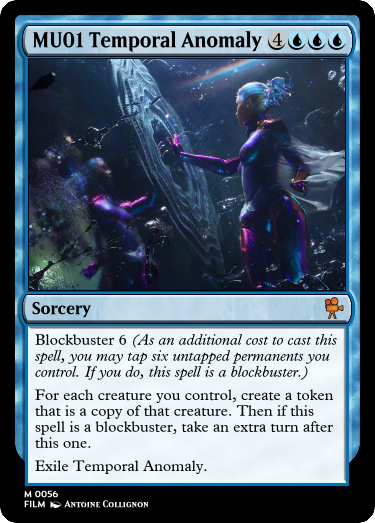 MU01 Temporal Anomaly 4
Sorcery
Blockbuster 6 (As an additional cost to cast this
spell, you may tap six untapped permanents you
control. If you do, this spell is a blockbuster.)
For each creature you control, create a token
that is a copy of that creature. Then if this
spell is a blockbuster, take an extra turn after
this one.
Exile Temporal Anomaly.
M 0056
FILM Antoine Collignon